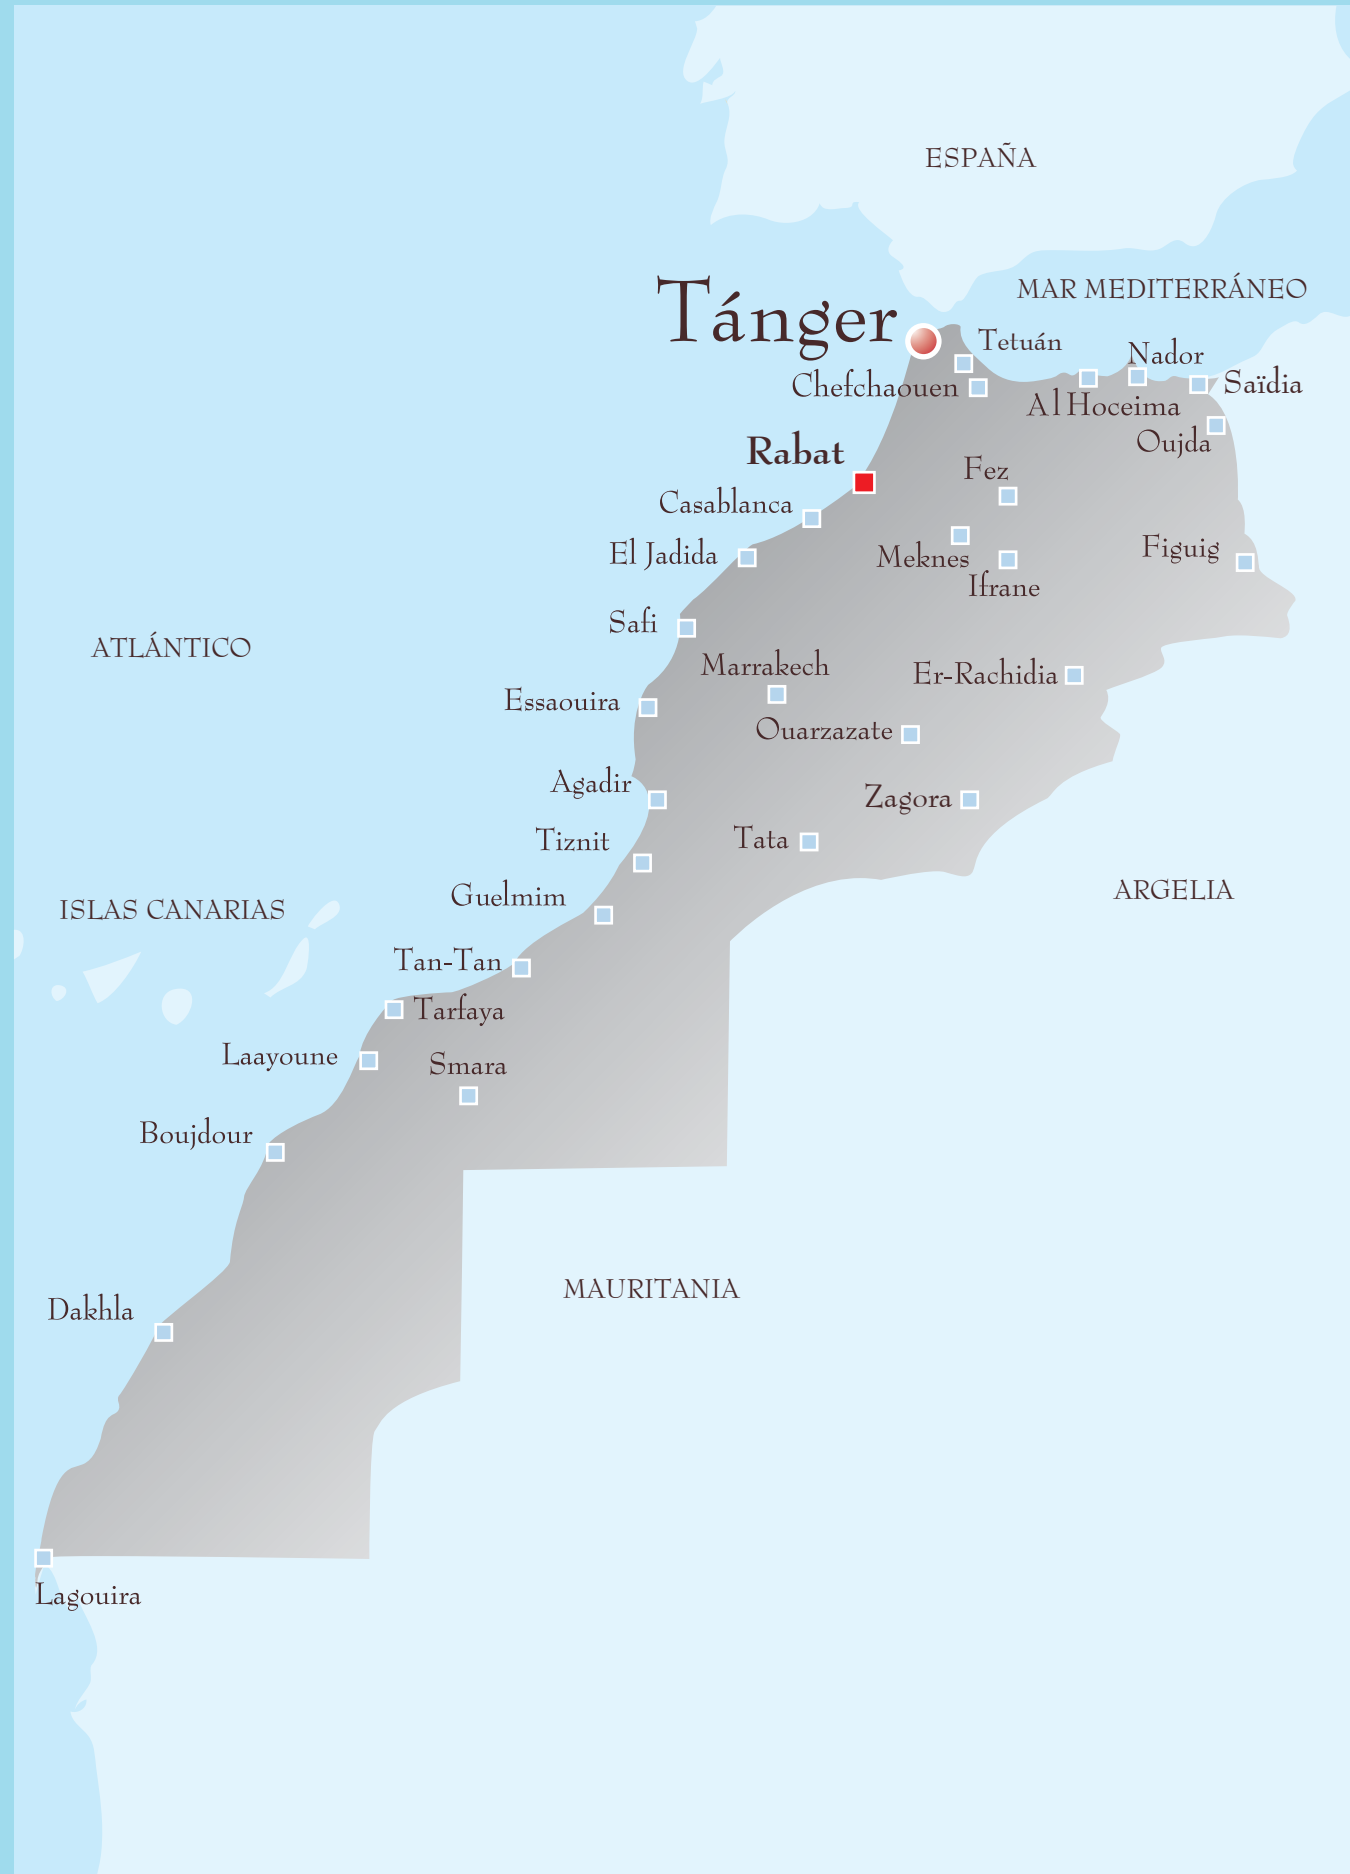 ESPAÑA
MAR MEDITERRÁNEO
Tánger
Tetuán
Nador
Chefchaouen
Saïdia
Al Hoceima
Oujda
Rabat
Fez
Casablanca
El Jadida
Meknes
Figuig
Ifrane
Safi
ATLÁNTICO
Marrakech
Er-Rachidia
Essaouira
Ouarzazate
Agadir
Zagora
Tiznit
Tata
ARGELIA
Guelmim
ISLAS CANARIAS
Tan-Tan
Tarfaya
Laayoune
Smara
Boujdour
MAURITANIA
Dakhla
Lagouira